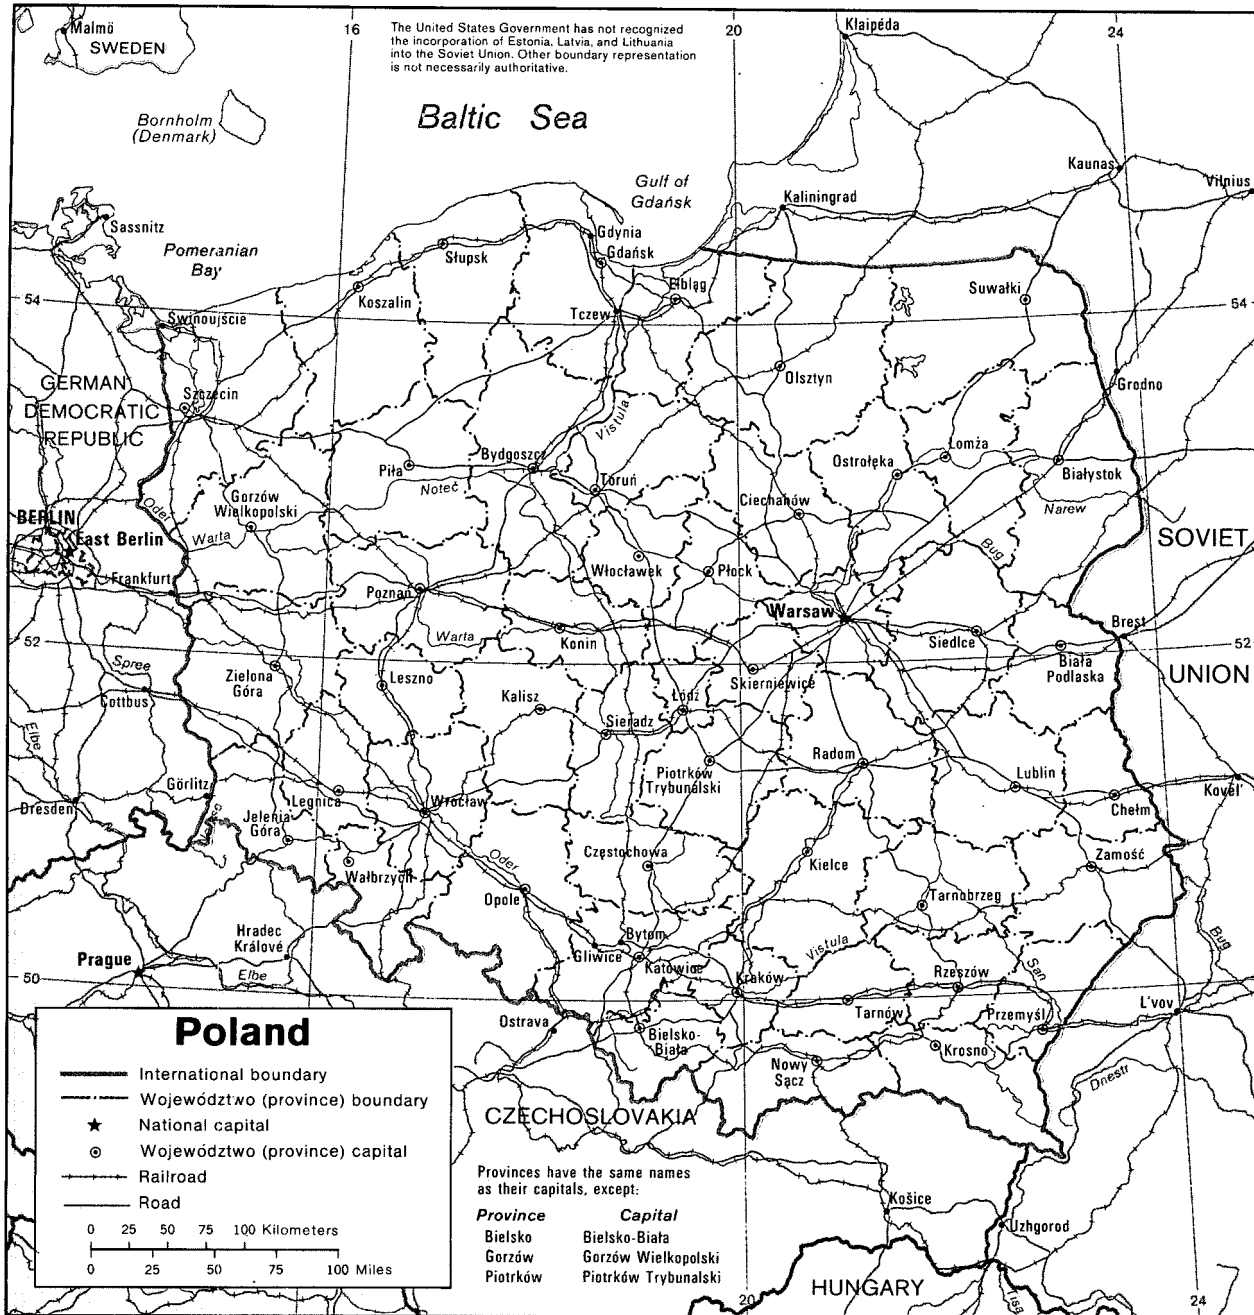 Malmö
SWEDEN
16
The United States Government has not recognized
the incorporation of Estonia, Latvia, and Lithuania
into the Soviet Union. Other boundary representation
is not necessarily authoritative.
20
Klaipéda
24
Bornholm
(Denmark)
Baltic Sea
Gulf of
Gdańsk
Kaunas
Vilnius
Kaliningrad
Sassnitz
Pomeranian
Bay
Gdynia
Gdańsk
Słupsk
Koszalin
Elbląg
Suwałki
54
54
Tczew
Świnoujście
Olsztyn
Grodno
GERMAN
DEMOCRATIC
REPUBLIC
Szczecin
Vistula
Piła
Bydgoszcz
Noteć
Toruń
Ostrołęka
Łomża
Białystok
Gorzów
Wielkopolski
Ciechanów
Narew
Oder
BERLIN
East Berlin
Warta
Bug
SOVIET
Frankfurt
Poznań
Włocławek
Płock
Warsaw
Brest
Warta
Konin
Siedlce
52
52
Biała
Podlaska
Spree
Zielona
Góra
Leszno
Skierniewice
UNION
Cottbus
Kalisz
Łódź
Sieradz
Elbe
Piotrków
Trybunalski
Radom
Lublin
Görlitz
Dresden
Legnica
Wrocław
Chełm
Kovel'
Jelenia
Góra
Wałbrzych
Oder
Częstochowa
Kielce
Zamość
Opole
Tarnobrzeg
Hradec
Králové
Bytom
Gliwice
Katowice
Vistula
Bug
Prague
Elbe
Kraków
Rzeszów
San
50
L'vov
Ostrava
Tarnów
Przemyśl
Bielsko-
Biała
Krosno
Nowy
Sącz
Dnestr
CZECHOSLOVAKIA
Poland
International boundary
Województwo (province) boundary
National capital
Województwo (province) capital
Railroad
Road
0 25 50 75 100 Kilometers
0 25 50 75 100 Miles
Provinces have the same names
as their capitals, except:
Province Capital
Bielsko Bielsko-Biała
Gorzów Gorzów Wielkopolski
Piotrków Piotrków Trybunalski
Košice
Uzhgorod
HUNGARY
Tisa
20
24